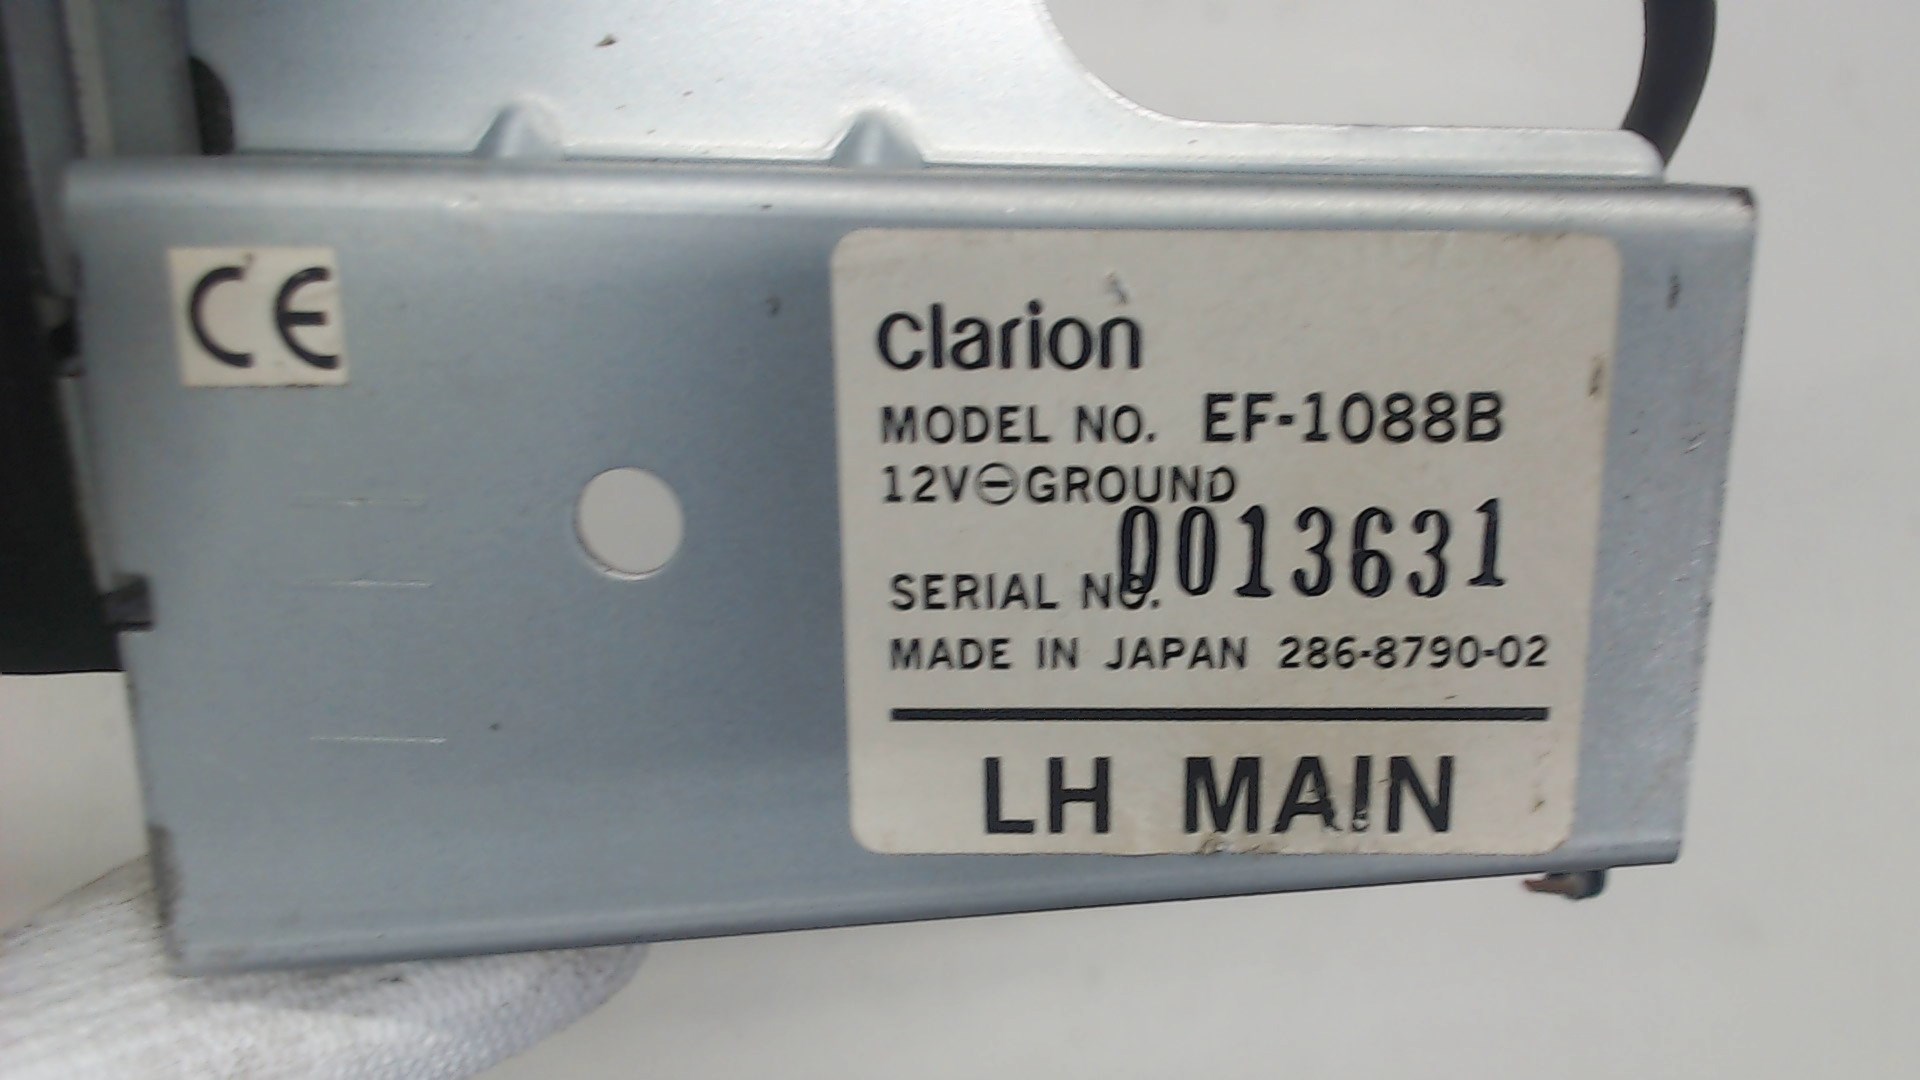 CE
clarion
MODEL NO. EF-1088B
12V⊖GROUND
SERIAL NO. 0013631
MADE IN JAPAN 286-8790-02
LH MAIN